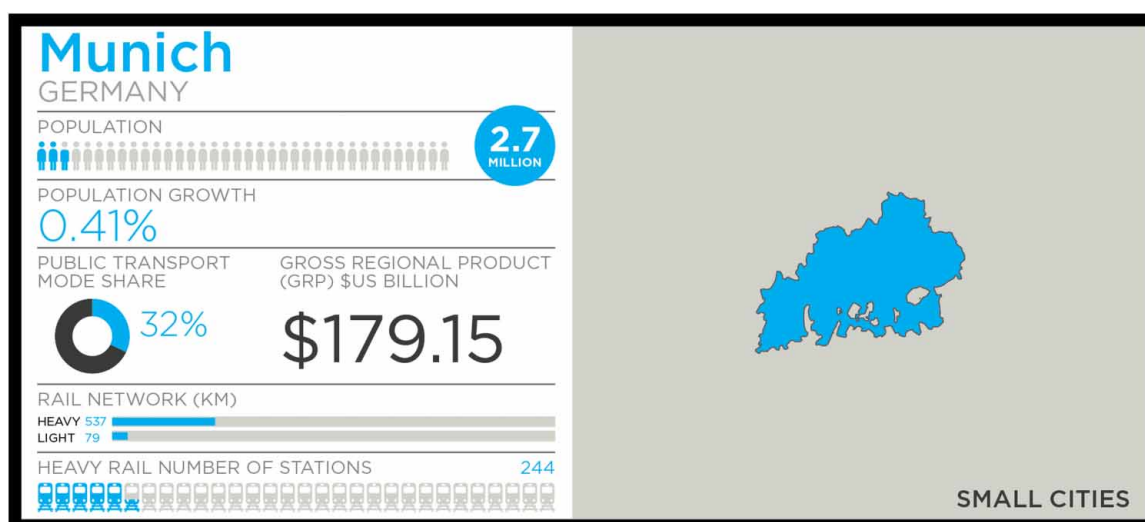 Munich
GERMANY
POPULATION
2.7
MILLION
POPULATION GROWTH
0.41%
PUBLIC TRANSPORT
MODE SHARE
32%
GROSS REGIONAL PRODUCT
(GRP) $US BILLION
$179.15
RAIL NETWORK (KM)
HEAVY 537
LIGHT 79
HEAVY RAIL NUMBER OF STATIONS 244
SMALL CITIES